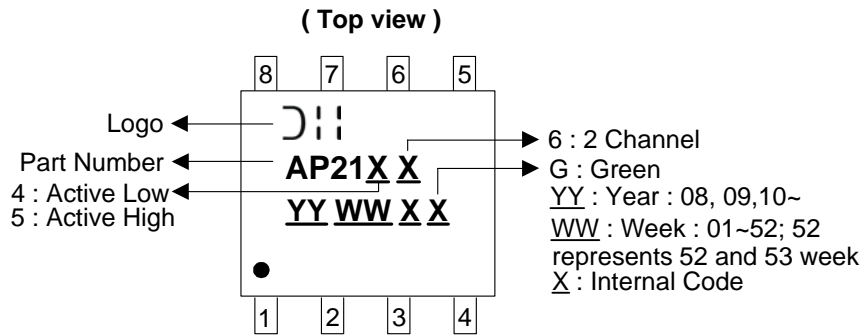 ( Top view )
8 7 6 5
Logo
Part Number
4 : Active Low
5 : Active High
AP21X X
YY WW X X
6 : 2 Channel
G : Green
YY : Year : 08, 09,10~
WW : Week : 01~52; 52
represents 52 and 53 week
X : Internal Code
1 2 3 4